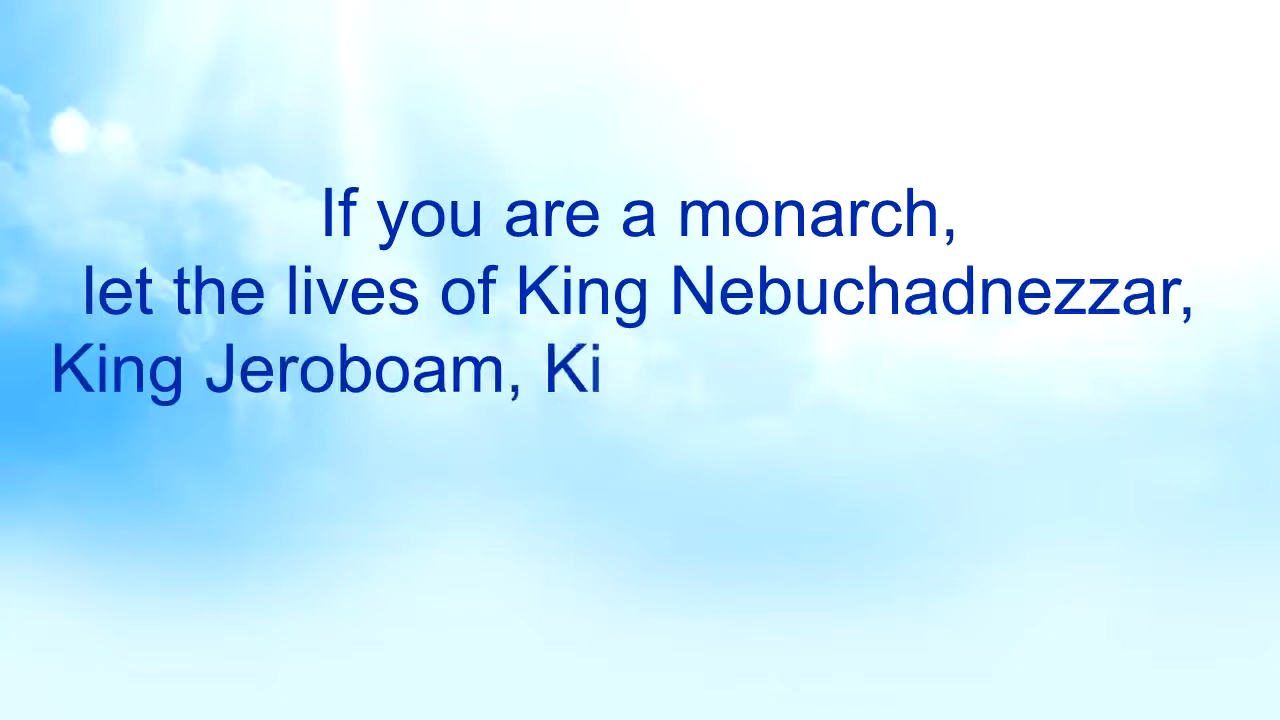 If you are a monarch,
let the lives of King Nebuchadnezzar,
King Jeroboam, Ki